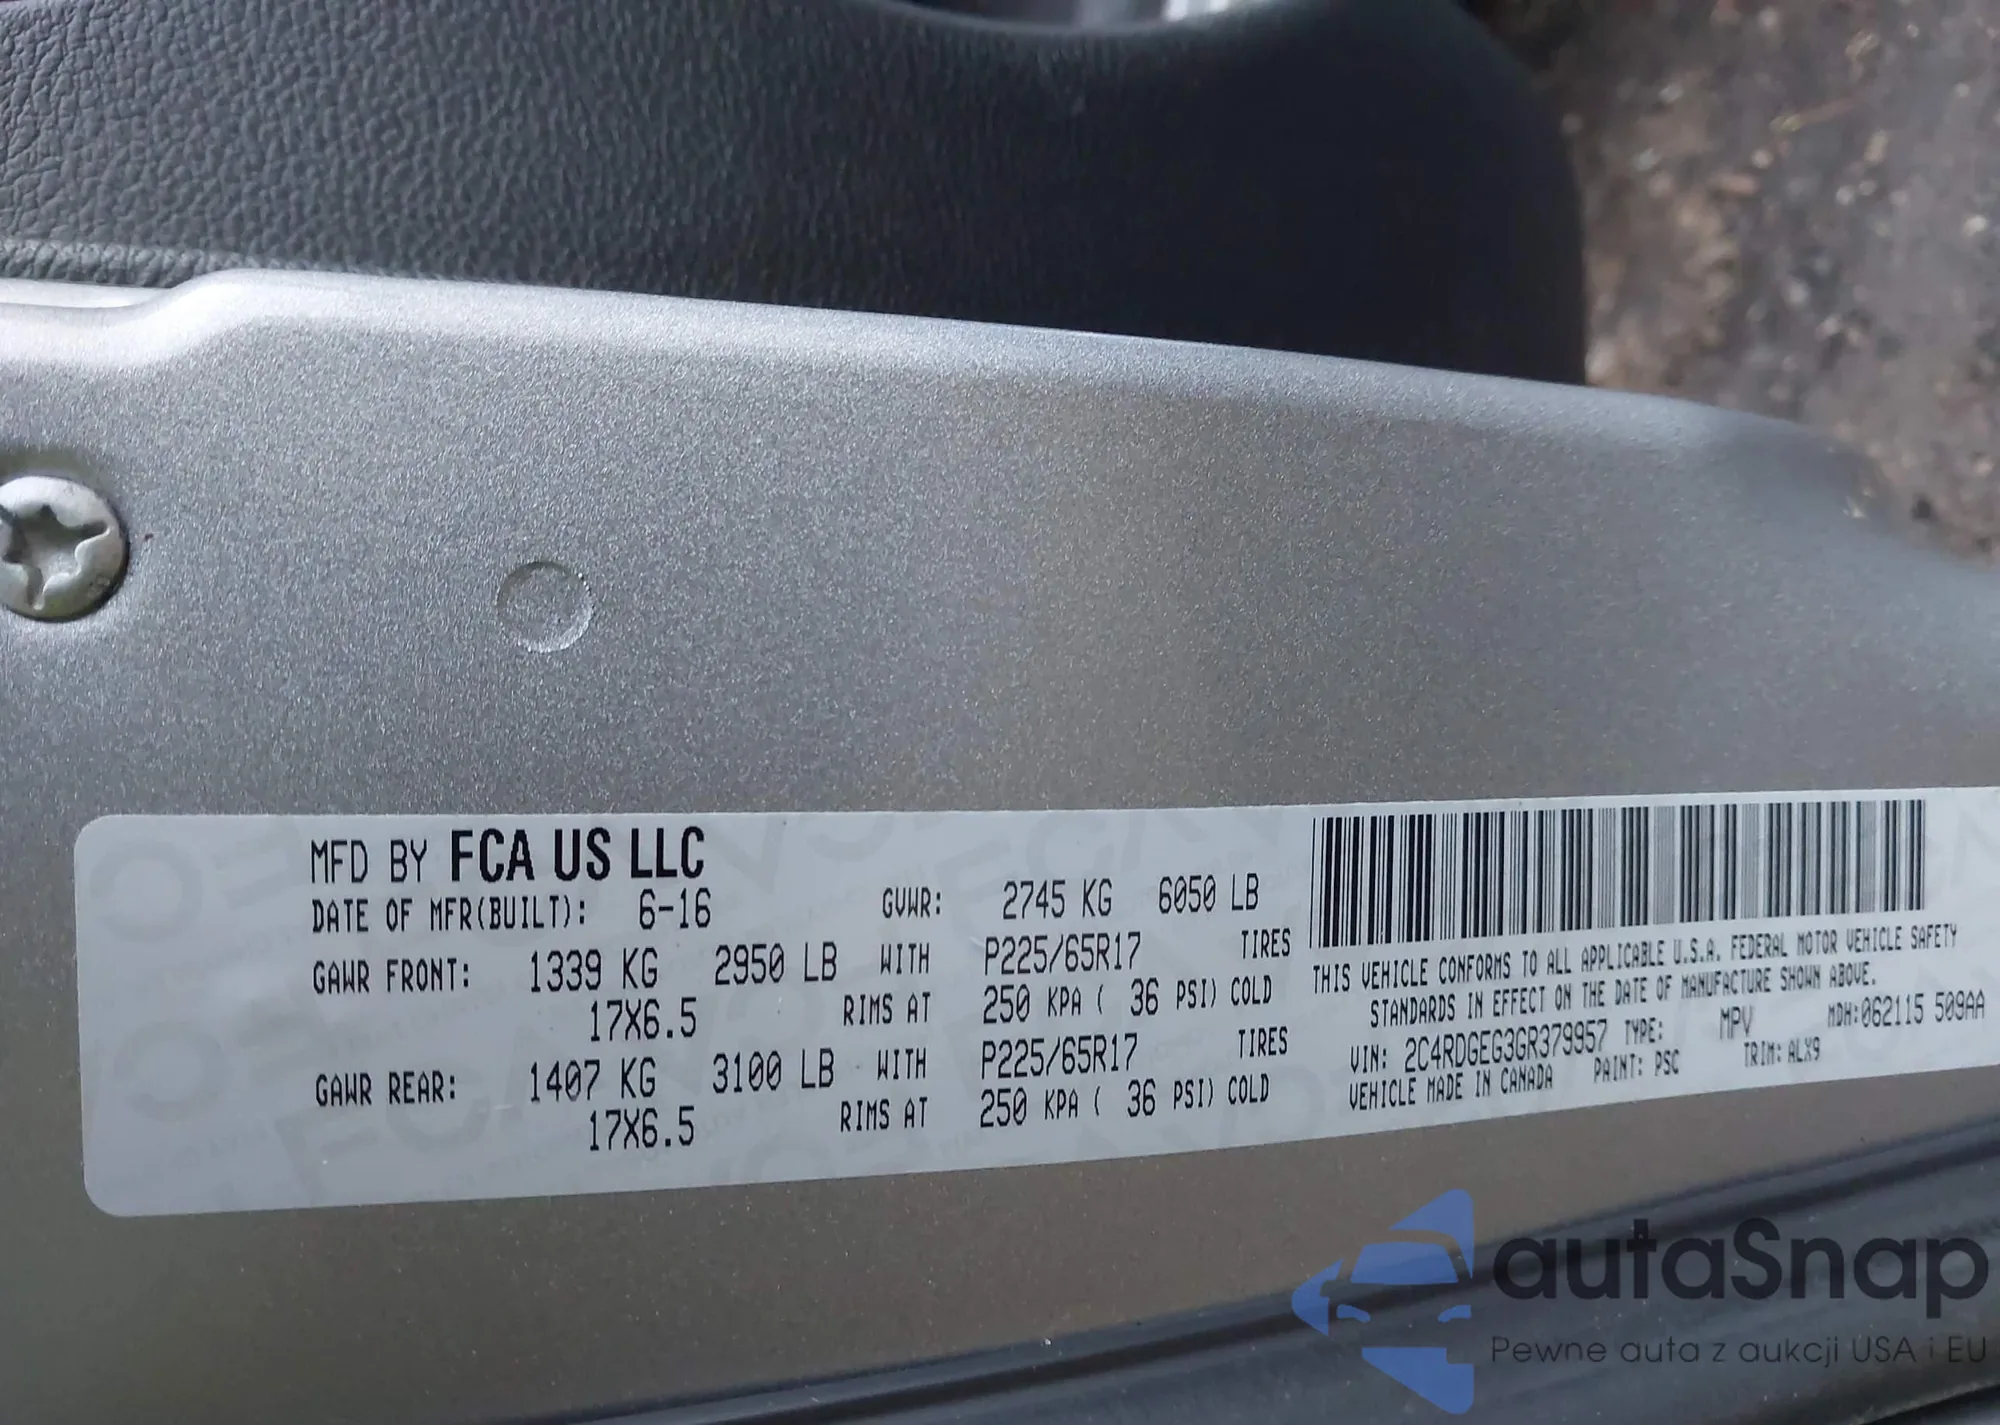 MFD BY FCA US LLC
DATE OF MFR(BUILT): 6-16 GVWR: 2745 KG 6050 LB
GAWR FRONT: 1339 KG 2950 LB WITH P225/65R17 TIRES
17X6.5 RIMS AT 250 KPA ( 36 PSI) COLD
GAWR REAR: 1407 KG 3100 LB WITH P225/65R17 TIRES
17X6.5 RIMS AT 250 KPA ( 36 PSI) COLD
THIS VEHICLE CONFORMS TO ALL APPLICABLE U.S.A. FEDERAL MOTOR VEHICLE SAFETY
STANDARDS IN EFFECT ON THE DATE OF MANUFACTURE SHOWN ABOVE.
VIN: 2C4RDGEG3GR379957 TYPE: MPV MDH:062115 509AA
VEHICLE MADE IN CANADA PAINT: PSC TRIM: ALX9
autaSnap
Pewne auta z aukcji USA i EU